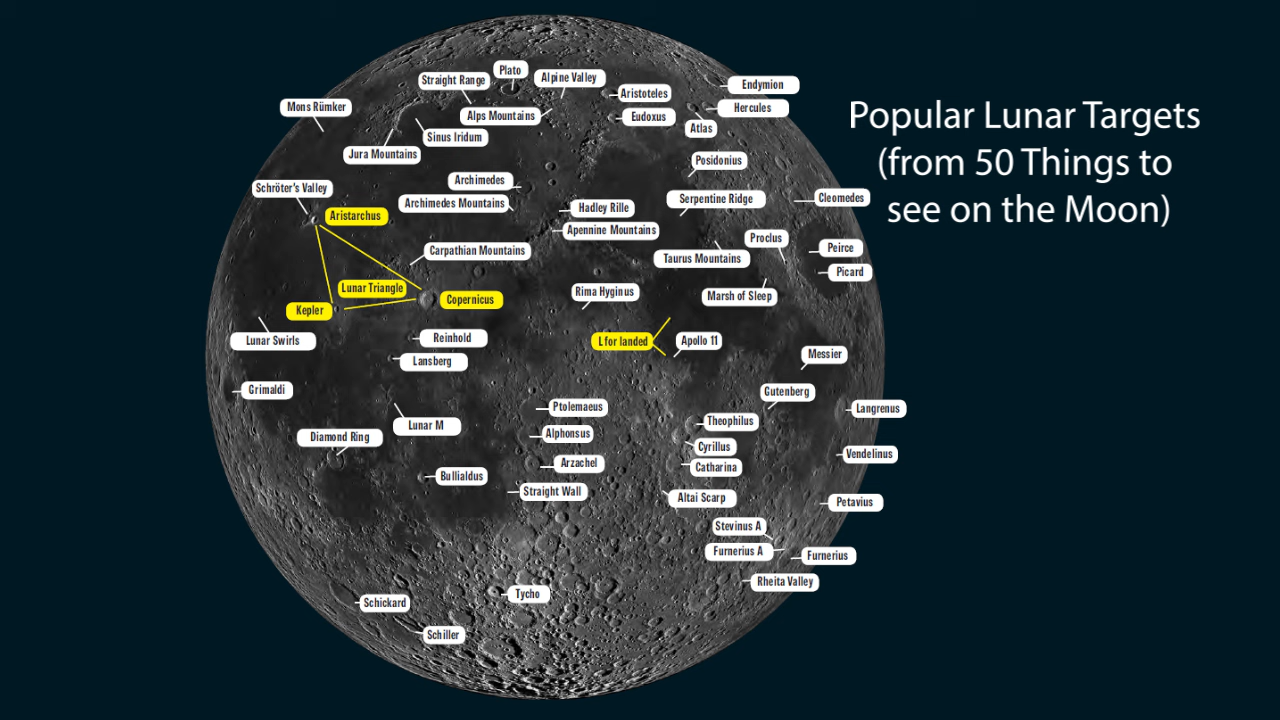 Popular Lunar Targets
(from 50 Things to
see on the Moon)
Plato
Straight Range
Alpine Valley
Endymion
Aristoteles
Mons Rümker
Hercules
Alps Mountains
Eudoxus
Atlas
Sinus Iridum
Jura Mountains
Posidonius
Archimedes
Schröter's Valley
Cleomedes
Serpentine Ridge
Archimedes Mountains
Hadley Rille
Aristarchus
Apennine Mountains
Proclus
Peirce
Carpathian Mountains
Taurus Mountains
Picard
Lunar Triangle
Rima Hyginus
Marsh of Sleep
Copernicus
Kepler
Reinhold
Lunar Swirls
L for landed
Apollo 11
Messier
Lansberg
Grimaldi
Gutenberg
Ptolemaeus
Langrenus
Theophilus
Lunar M
Alphonsus
Diamond Ring
Cyrillus
Vendelinus
Arzachel
Catharina
Bullialdus
Straight Wall
Altai Scarp
Petavius
Stevinus A
Furnerius A
Furnerius
Rheita Valley
Tycho
Schickard
Schiller